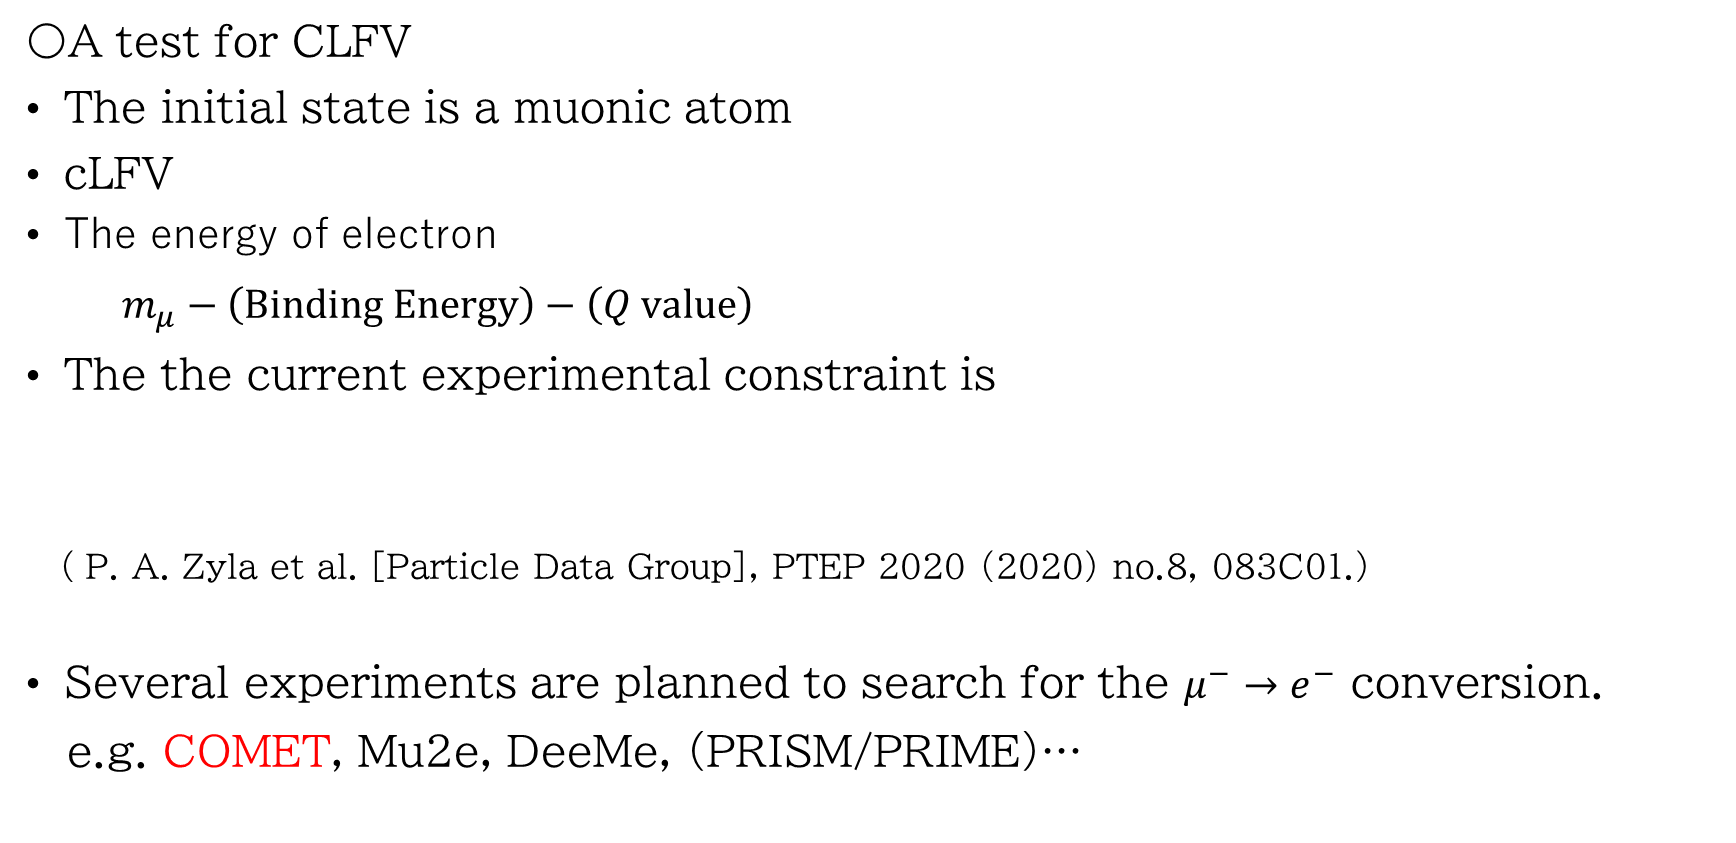 ○A test for CLFV
• The initial state is a muonic atom
• cLFV
• The energy of electron
m_μ − (Binding Energy) − (Q value)
• The the current experimental constraint is
( P. A. Zyla et al. [Particle Data Group], PTEP 2020 (2020) no.8, 083C01.)
• Several experiments are planned to search for the μ⁻ → e⁻ conversion.
e.g. COMET, Mu2e, DeeMe, (PRISM/PRIME)⋯